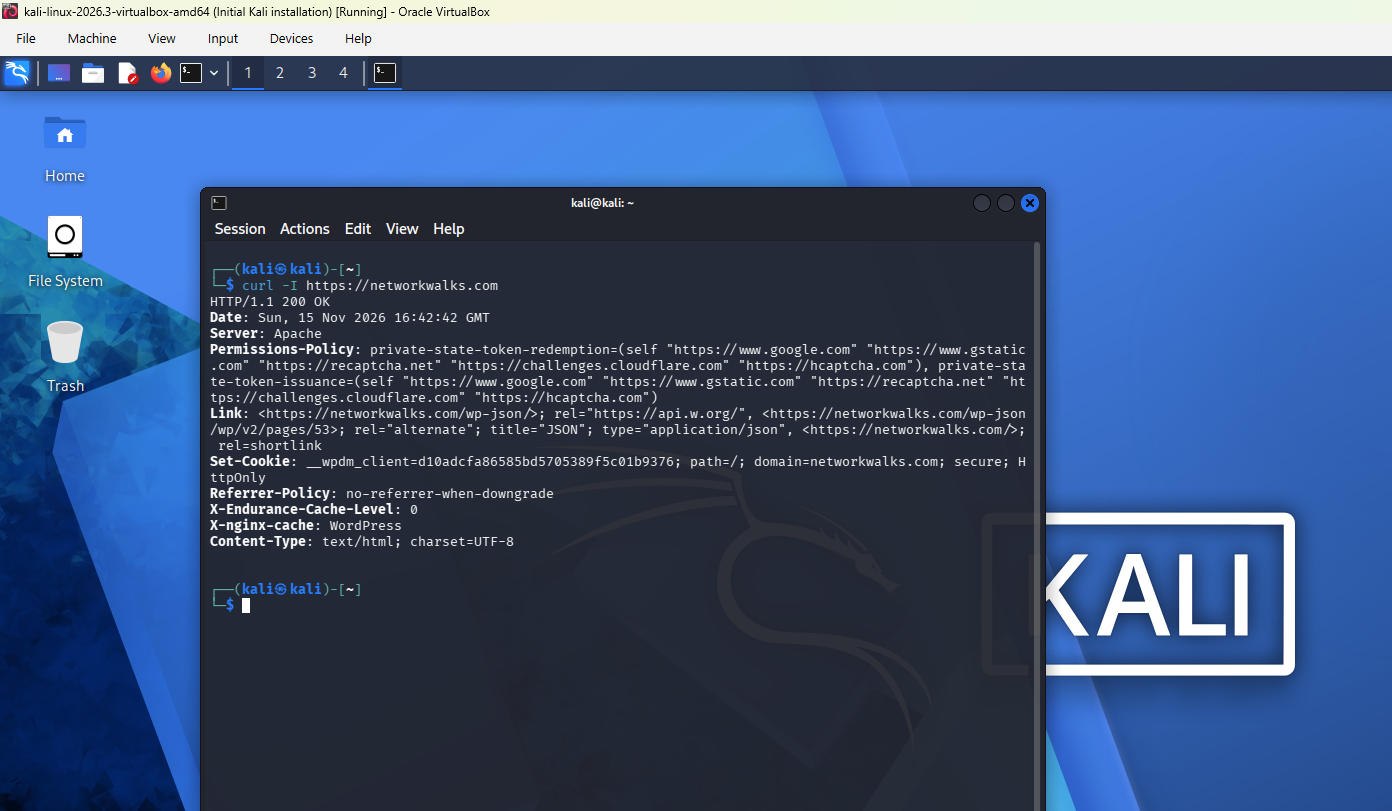 kali-linux-2026.3-virtualbox-amd64 (Initial Kali installation) [Running] - Oracle VirtualBox
File Machine View Input Devices Help
1 2 3 4
Home
File System
Trash
kali@kali: ~
Session Actions Edit View Help
┌──(kali㉿kali)-[~]
└─$ curl -I https://networkwalks.com
HTTP/1.1 200 OK
Date: Sun, 15 Nov 2026 16:42:42 GMT
Server: Apache
Permissions-Policy: private-state-token-redemption=(self "https://www.google.com" "https://www.gstatic
.com" "https://recaptcha.net" "https://challenges.cloudflare.com" "https://hcaptcha.com"), private-sta
te-token-issuance=(self "https://www.google.com" "https://www.gstatic.com" "https://recaptcha.net" "ht
tps://challenges.cloudflare.com" "https://hcaptcha.com")
Link: <https://networkwalks.com/wp-json/>; rel="https://api.w.org/", <https://networkwalks.com/wp-json
/wp/v2/pages/53>; rel="alternate"; title="JSON"; type="application/json", <https://networkwalks.com/>;
 rel=shortlink
Set-Cookie: __wpdm_client=d10adcfa86585bd5705389f5c01b9376; path=/; domain=networkwalks.com; secure; H
ttpOnly
Referrer-Policy: no-referrer-when-downgrade
X-Endurance-Cache-Level: 0
X-nginx-cache: WordPress
Content-Type: text/html; charset=UTF-8
┌──(kali㉿kali)-[~]
└─$
KALI